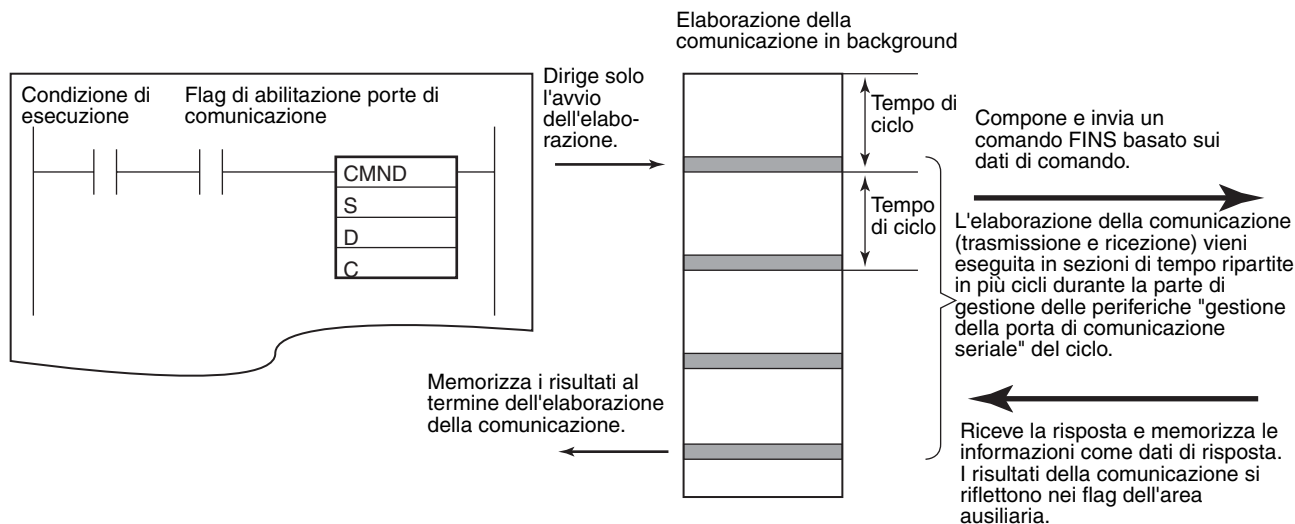 Elaborazione della
comunicazione in background
Condizione di
esecuzione
Flag di abilitazione porte di
comunicazione
CMND
S
D
C
Dirige solo
l'avvio
dell'elabo-
razione.
Tempo di
ciclo
Tempo
di ciclo
Compone e invia un
comando FINS basato sui
dati di comando.
L'elaborazione della comunicazione
(trasmissione e ricezione) vieni
eseguita in sezioni di tempo ripartite
in più cicli durante la parte di
gestione delle periferiche "gestione
della porta di comunicazione
seriale" del ciclo.
Memorizza i risultati al
termine dell'elaborazione
della comunicazione.
Riceve la risposta e memorizza le
informazioni come dati di risposta.
I risultati della comunicazione si
riflettono nei flag dell'area
ausiliaria.